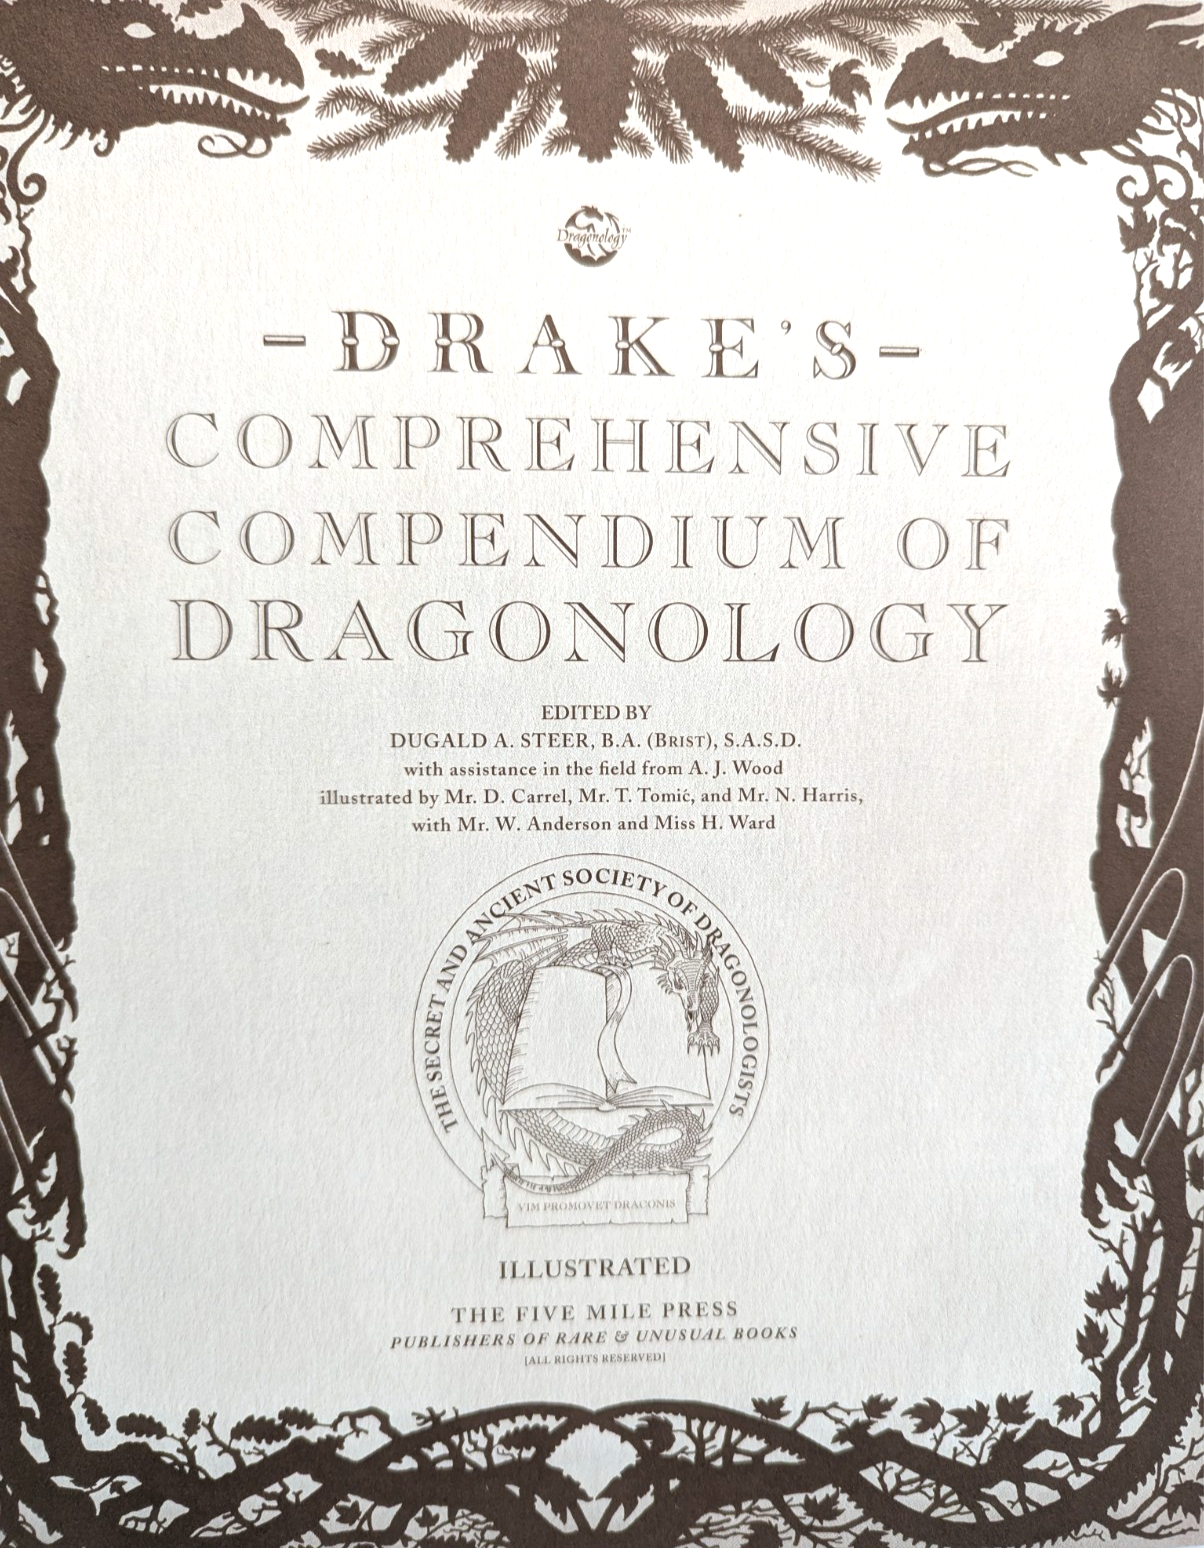 Dragonology™
- DRAKE'S -
COMPREHENSIVE
COMPENDIUM OF
DRAGONOLOGY
EDITED BY
DUGALD A. STEER, B.A. (BRIST), S.A.S.D.
with assistance in the field from A. J. Wood
illustrated by Mr. D. Carrel, Mr. T. Tomić, and Mr. N. Harris,
with Mr. W. Anderson and Miss H. Ward
THE SECRET AND ANCIENT SOCIETY OF DRAGONOLOGISTS
VIM PROMOVET DRACONIS
ILLUSTRATED
THE FIVE MILE PRESS
PUBLISHERS OF RARE & UNUSUAL BOOKS
[ALL RIGHTS RESERVED]